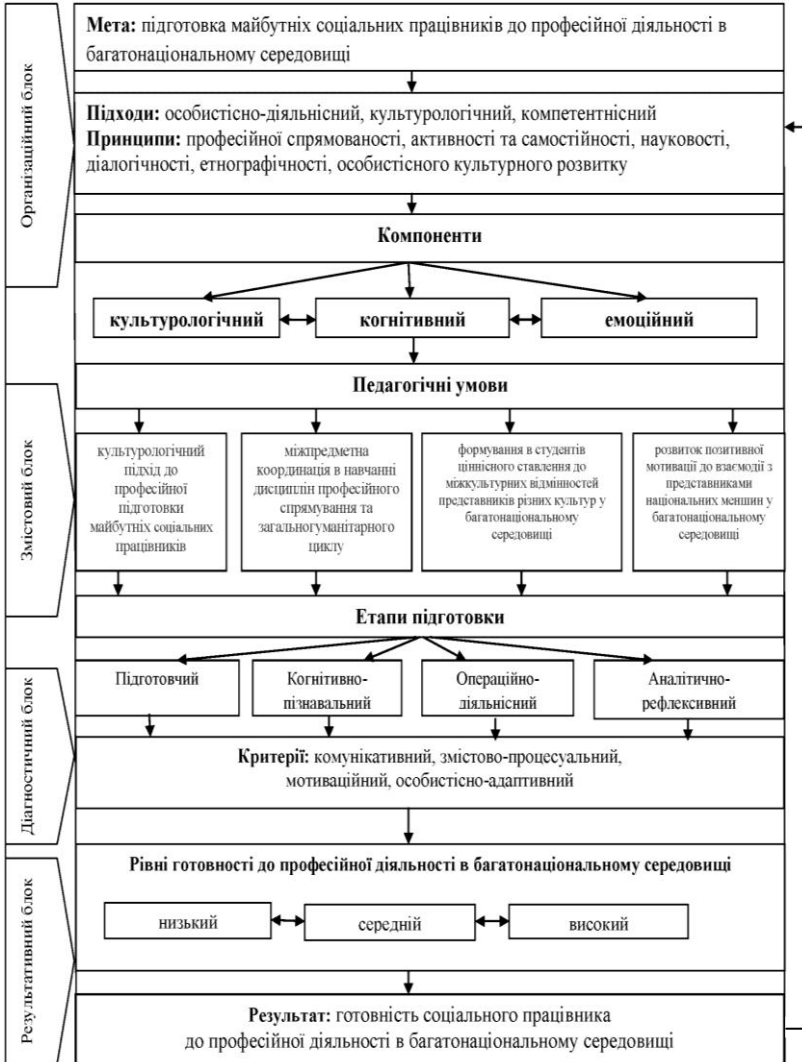 Організаційний блок
Мета: підготовка майбутніх соціальних працівників до професійної діяльності в
багатонаціональному середовищі
Підходи: особистісно-діяльнісний, культурологічний, компетентнісний
Принципи: професійної спрямованості, активності та самостійності, науковості,
діалогічності, етнографічності, особистісного культурного розвитку
Компоненти
культурологічний
когнітивний
емоційний
Змістовий блок
Педагогічні умови
культурологічний
підхід до
професійної
підготовки
майбутніх соціальних
працівників
міжпредметна
координація в навчанні
дисциплін професійного
спрямування та
загальногуманітарного
циклу
формування в студентів
ціннісного ставлення до
міжкультурних відмінностей
представників різних культур у
багатонаціональному
середовищі
розвиток позитивної
мотивації до взаємодії з
представниками
національних меншин у
багатонаціональному
середовищі
Етапи підготовки
Діагностичний блок
Підготовчий
Когнітивно-
пізнавальний
Операційно-
діяльнісний
Аналітично-
рефлексивний
Критерії: комунікативний, змістово-процесуальний,
мотиваційний, особистісно-адаптивний
Результативний блок
Рівні готовності до професійної діяльності в багатонаціональному середовищі
низький
середній
високий
Результат: готовність соціального працівника
до професійної діяльності в багатонаціональному середовищі